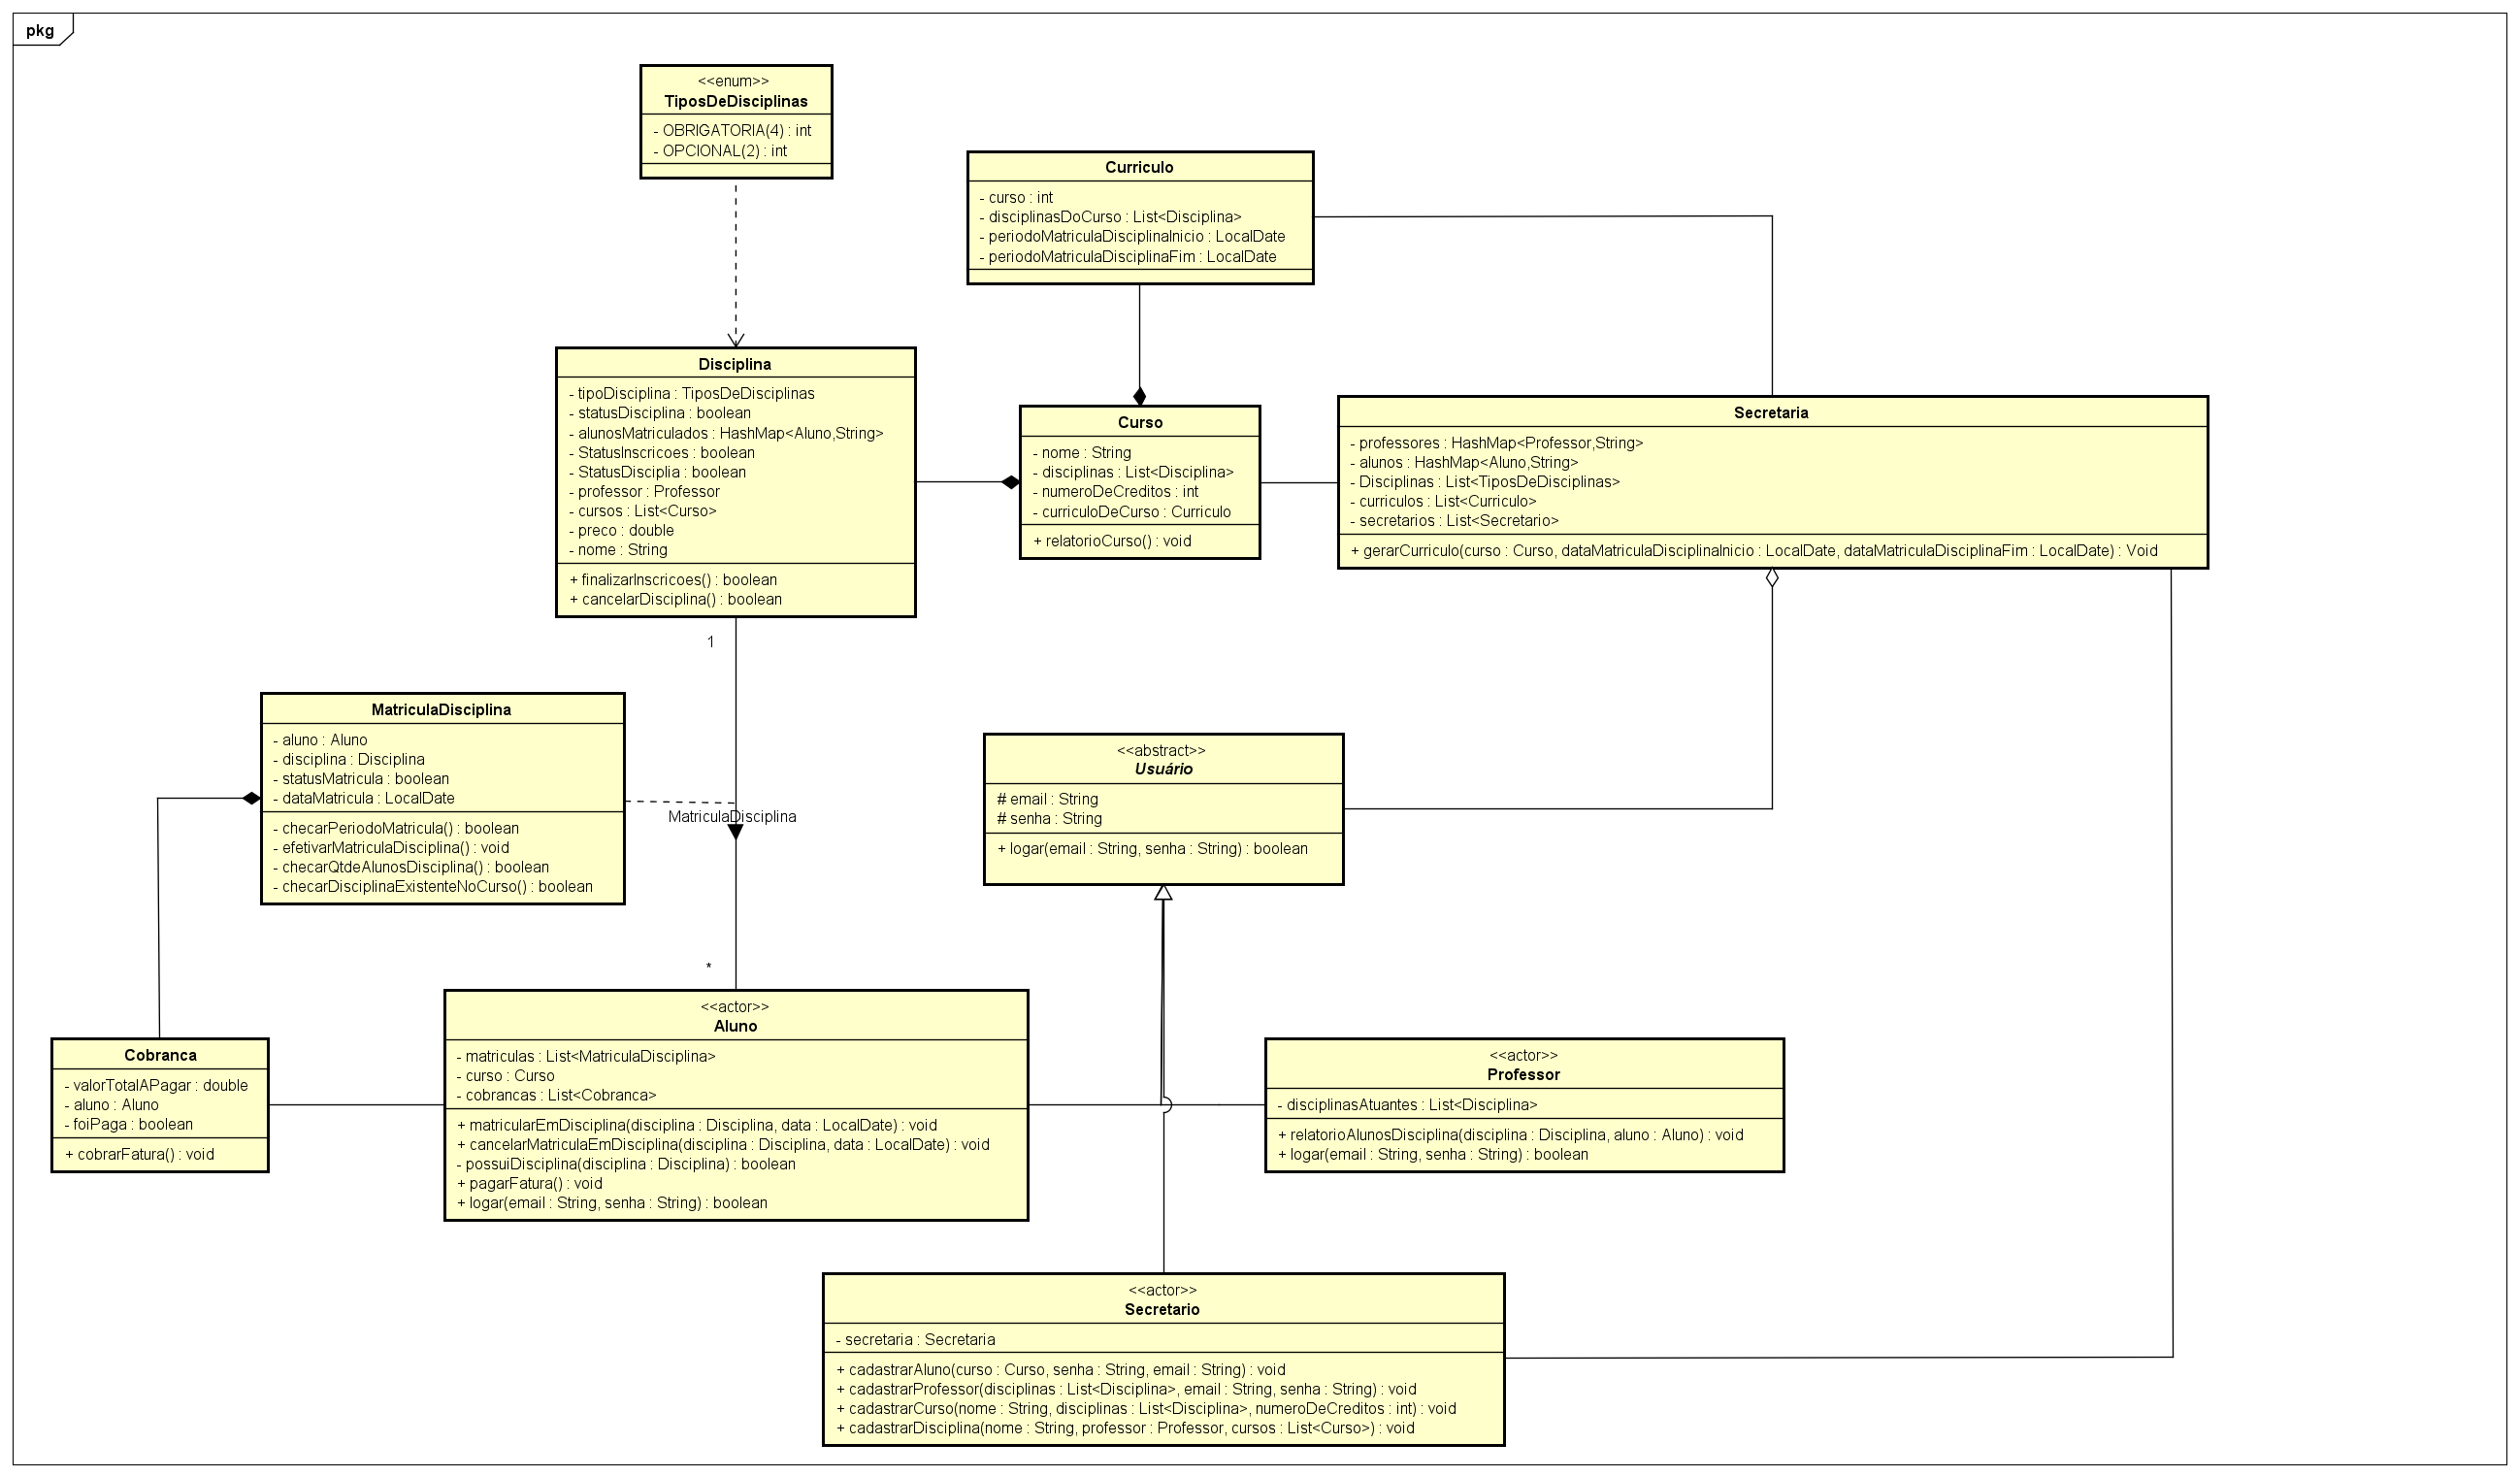 pkg
<<enum>>
TiposDeDisciplinas
- OBRIGATORIA(4) : int
- OPCIONAL(2) : int
Curriculo
- curso : int
- disciplinasDoCurso : List<Disciplina>
- periodoMatriculaDisciplinaInicio : LocalDate
- periodoMatriculaDisciplinaFim : LocalDate
Disciplina
- tipoDisciplina : TiposDeDisciplinas
- statusDisciplina : boolean
- alunosMatriculados : HashMap<Aluno,String>
- StatusInscricoes : boolean
- StatusDisciplia : boolean
- professor : Professor
- cursos : List<Curso>
- preco : double
- nome : String
+ finalizarInscricoes() : boolean
+ cancelarDisciplina() : boolean
Curso
- nome : String
- disciplinas : List<Disciplina>
- numeroDeCreditos : int
- curriculoDeCurso : Curriculo
+ relatorioCurso() : void
Secretaria
- professores : HashMap<Professor,String>
- alunos : HashMap<Aluno,String>
- Disciplinas : List<TiposDeDisciplinas>
- curriculos : List<Curriculo>
- secretarios : List<Secretario>
+ gerarCurriculo(curso : Curso, dataMatriculaDisciplinaInicio : LocalDate, dataMatriculaDisciplinaFim : LocalDate) : Void
1
MatriculaDisciplina
- aluno : Aluno
- disciplina : Disciplina
- statusMatricula : boolean
- dataMatricula : LocalDate
- checarPeriodoMatricula() : boolean
- efetivarMatriculaDisciplina() : void
- checarQtdeAlunosDisciplina() : boolean
- checarDisciplinaExistenteNoCurso() : boolean
MatriculaDisciplina
*
<<abstract>>
Usuário
# email : String
# senha : String
+ logar(email : String, senha : String) : boolean
Cobranca
- valorTotalAPagar : double
- aluno : Aluno
- foiPaga : boolean
+ cobrarFatura() : void
<<actor>>
Aluno
- matriculas : List<MatriculaDisciplina>
- curso : Curso
- cobrancas : List<Cobranca>
+ matricularEmDisciplina(disciplina : Disciplina, data : LocalDate) : void
+ cancelarMatriculaEmDisciplina(disciplina : Disciplina, data : LocalDate) : void
- possuiDisciplina(disciplina : Disciplina) : boolean
+ pagarFatura() : void
+ logar(email : String, senha : String) : boolean
<<actor>>
Professor
- disciplinasAtuantes : List<Disciplina>
+ relatorioAlunosDisciplina(disciplina : Disciplina, aluno : Aluno) : void
+ logar(email : String, senha : String) : boolean
<<actor>>
Secretario
- secretaria : Secretaria
+ cadastrarAluno(curso : Curso, senha : String, email : String) : void
+ cadastrarProfessor(disciplinas : List<Disciplina>, email : String, senha : String) : void
+ cadastrarCurso(nome : String, disciplinas : List<Disciplina>, numeroDeCreditos : int) : void
+ cadastrarDisciplina(nome : String, professor : Professor, cursos : List<Curso>) : void